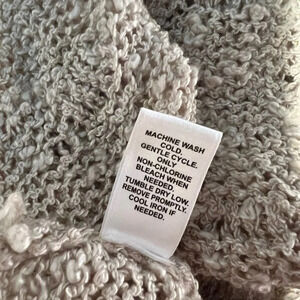 MACHINE WASH
COLD.
GENTLE CYCLE.
ONLY
NON-CHLORINE
BLEACH WHEN
NEEDED.
TUMBLE DRY LOW.
REMOVE PROMPTLY.
COOL IRON IF
NEEDED.